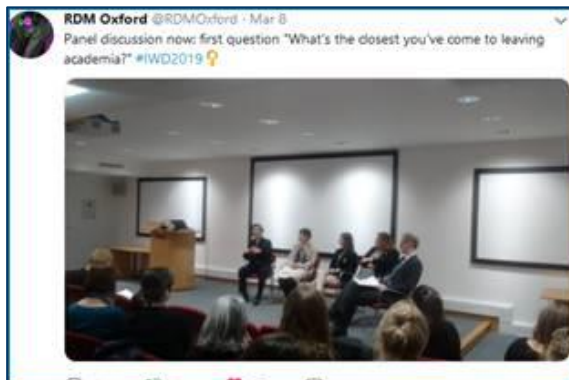 RDM Oxford @RDMOxford · Mar 8
Panel discussion now: first question "What's the closest you've come to leaving
academia?" #IWD2019